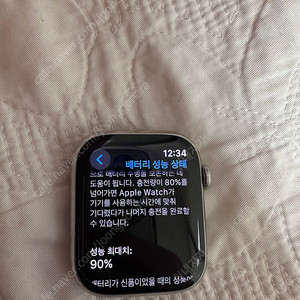 12:34
배터리 성능 상태
으로 배터리 수명을 보존하는 데
도움이 됩니다. 충전량이 80%를
넘어가면 Apple Watch가
기기를 사용하는 시간에 맞춰
기다렸다가 나머지 충전을 완료할
수 있습니다.
성능 최대치:
90%
배터리가 신품이었을 때의 성능에